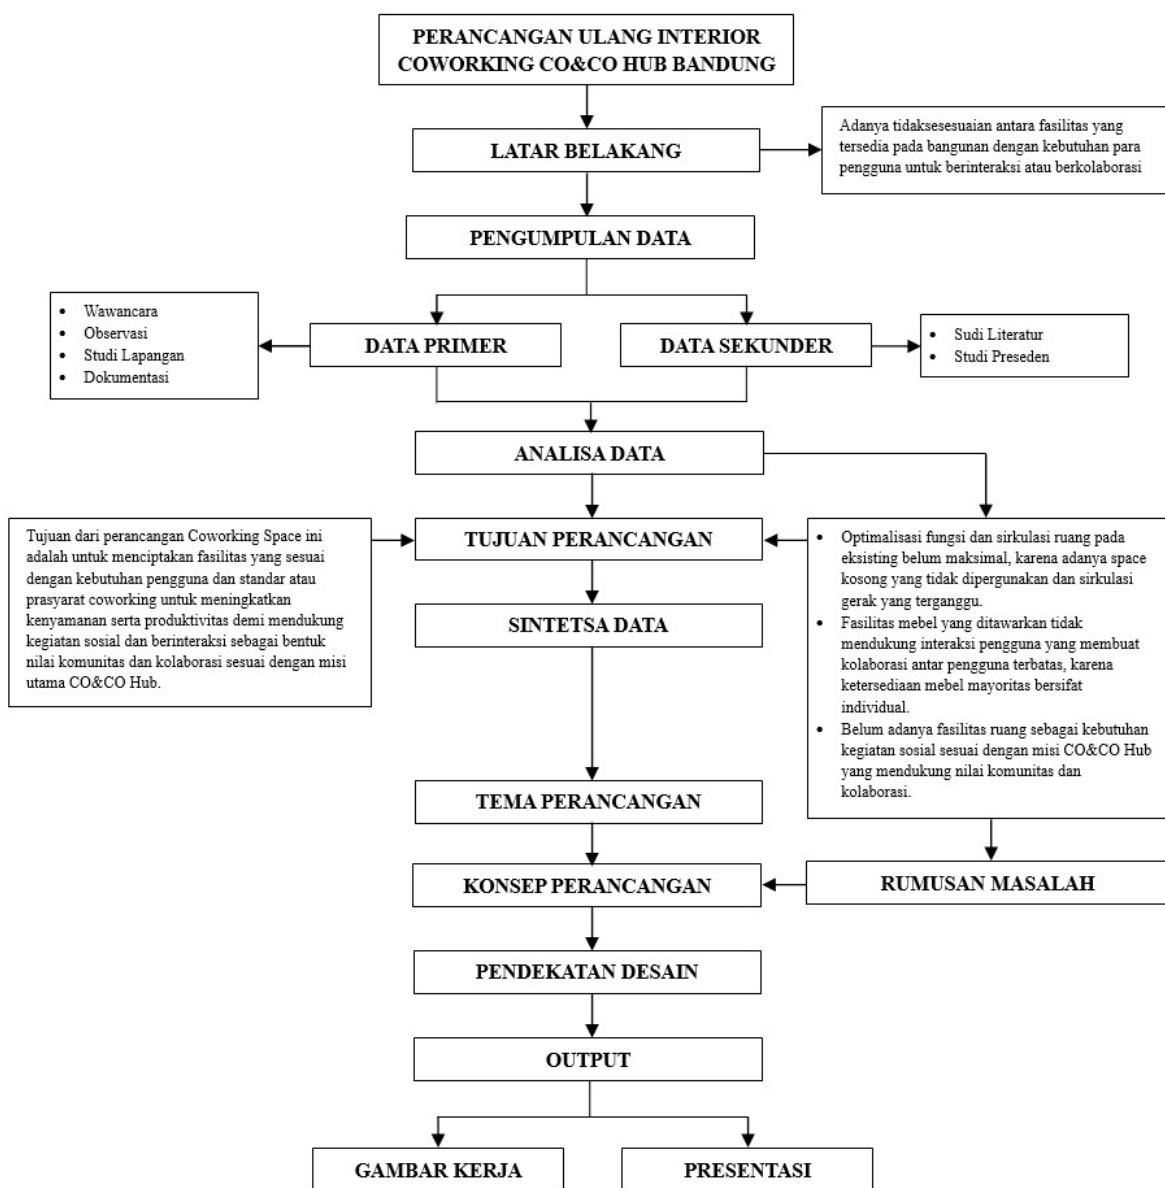 PERANCANGAN ULANG INTERIOR
COWORKING CO&CO HUB BANDUNG
LATAR BELAKANG
Adanya tidaksesesuaian antara fasilitas yang
tersedia pada bangunan dengan kebutuhan para
pengguna untuk berinteraksi atau berkolaborasi
PENGUMPULAN DATA
• Wawancara
• Observasi
• Studi Lapangan
• Dokumentasi
DATA PRIMER
DATA SEKUNDER
• Sudi Literatur
• Studi Preseden
ANALISA DATA
Tujuan dari perancangan Coworking Space ini
adalah untuk menciptakan fasilitas yang sesuai
dengan kebutuhan pengguna dan standar atau
prasyarat coworking untuk meningkatkan
kenyamanan serta produktivitas demi mendukung
kegiatan sosial dan berinteraksi sebagai bentuk
nilai komunitas dan kolaborasi sesuai dengan misi
utama CO&CO Hub.
TUJUAN PERANCANGAN
• Optimalisasi fungsi dan sirkulasi ruang pada
eksisting belum maksimal, karena adanya space
kosong yang tidak dipergunakan dan sirkulasi
gerak yang terganggu.
• Fasilitas mebel yang ditawarkan tidak
mendukung interaksi pengguna yang membuat
kolaborasi antar pengguna terbatas, karena
ketersediaan mebel mayoritas bersifat
individual.
• Belum adanya fasilitas ruang sebagai kebutuhan
kegiatan sosial sesuai dengan misi CO&CO Hub
yang mendukung nilai komunitas dan
kolaborasi.
SINTETSA DATA
TEMA PERANCANGAN
KONSEP PERANCANGAN
RUMUSAN MASALAH
PENDEKATAN DESAIN
OUTPUT
GAMBAR KERJA
PRESENTASI